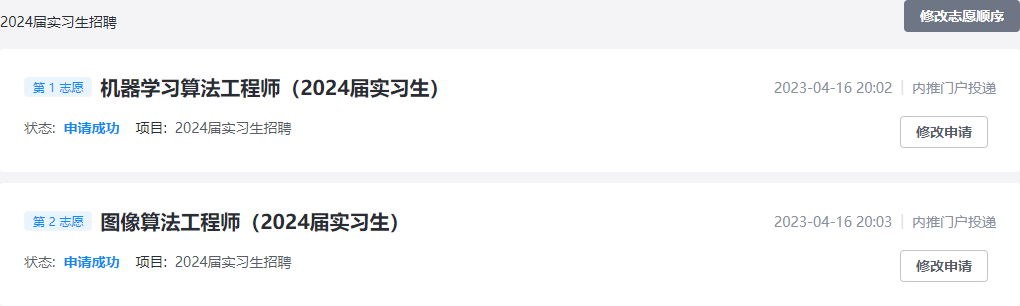 2024届实习生招聘 修改志愿顺序
第 1 志愿 机器学习算法工程师（2024届实习生） 2023-04-16 20:02 | 内推门户投递
状态: 申请成功 项目: 2024届实习生招聘 修改申请
第 2 志愿 图像算法工程师（2024届实习生） 2023-04-16 20:03 | 内推门户投递
状态: 申请成功 项目: 2024届实习生招聘 修改申请